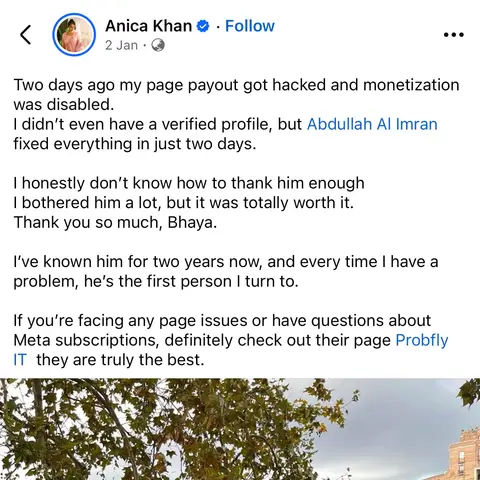 Anica Khan · Follow
2 Jan ·
Two days ago my page payout got hacked and monetization
was disabled.
I didn’t even have a verified profile, but Abdullah Al Imran
fixed everything in just two days.
I honestly don’t know how to thank him enough
I bothered him a lot, but it was totally worth it.
Thank you so much, Bhaya.
I’ve known him for two years now, and every time I have a
problem, he’s the first person I turn to.
If you’re facing any page issues or have questions about
Meta subscriptions, definitely check out their page Probfly
IT they are truly the best.